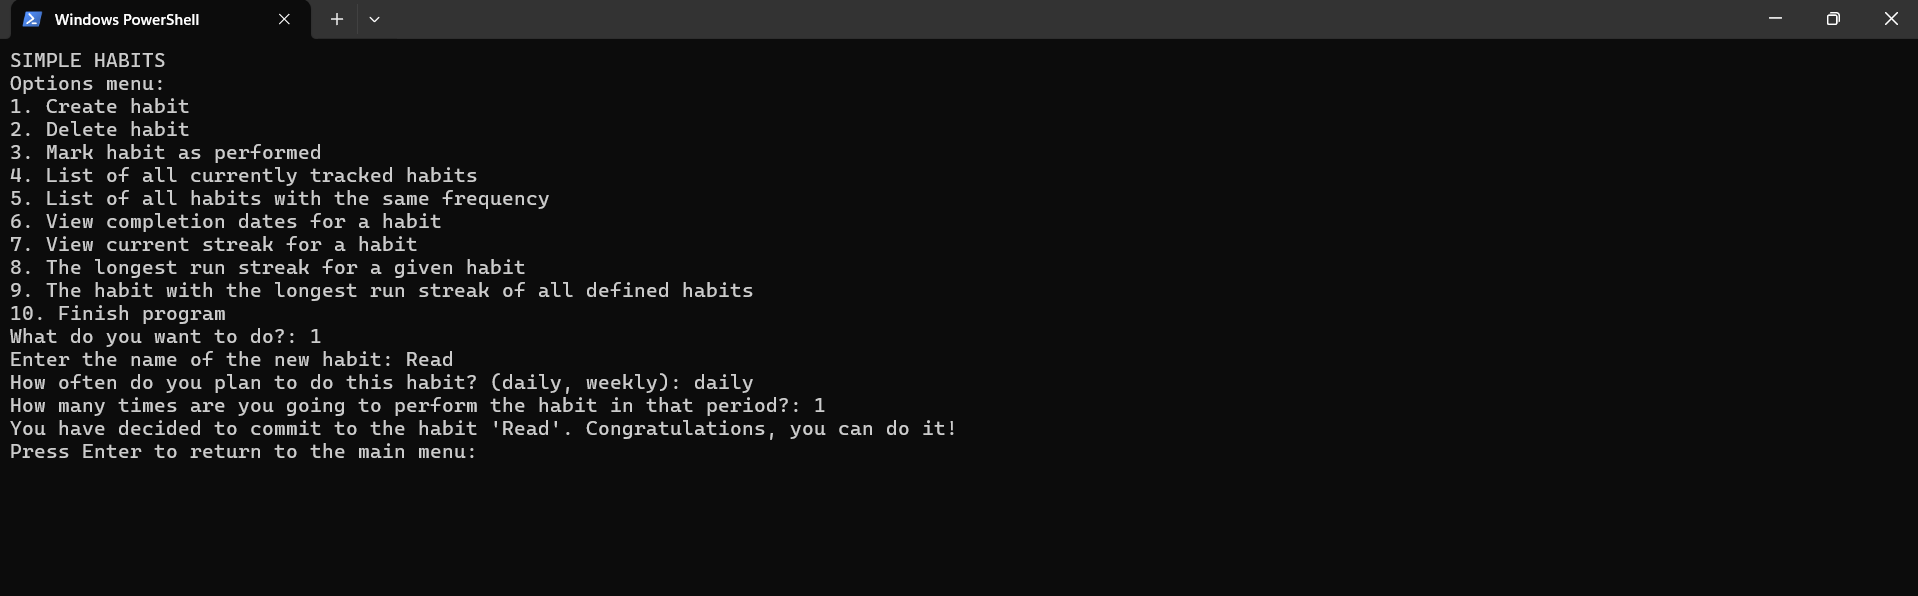 Windows PowerShell
SIMPLE HABITS
Options menu:
1. Create habit
2. Delete habit
3. Mark habit as performed
4. List of all currently tracked habits
5. List of all habits with the same frequency
6. View completion dates for a habit
7. View current streak for a habit
8. The longest run streak for a given habit
9. The habit with the longest run streak of all defined habits
10. Finish program
What do you want to do?: 1
Enter the name of the new habit: Read
How often do you plan to do this habit? (daily, weekly): daily
How many times are you going to perform the habit in that period?: 1
You have decided to commit to the habit 'Read'. Congratulations, you can do it!
Press Enter to return to the main menu: